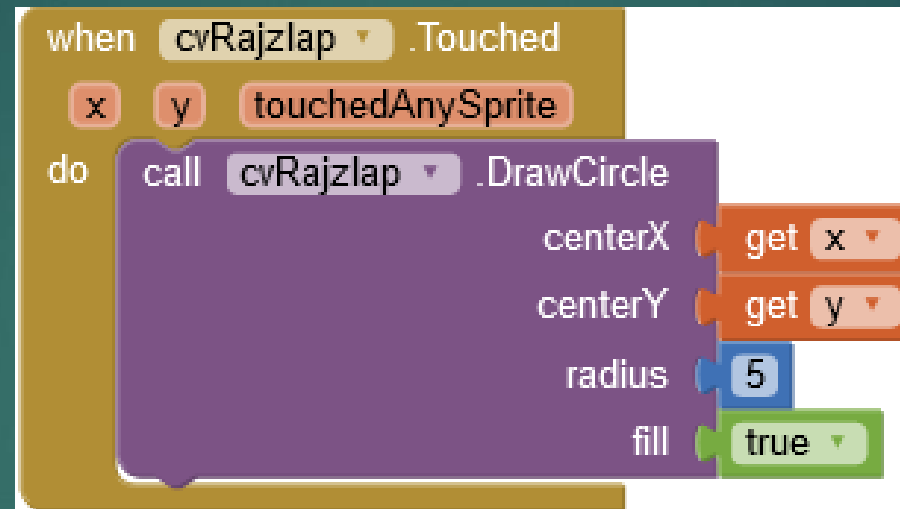 when cvRajzlap .Touched
x y touchedAnySprite
do call cvRajzlap .DrawCircle
centerX get x
centerY get y
radius 5
fill true